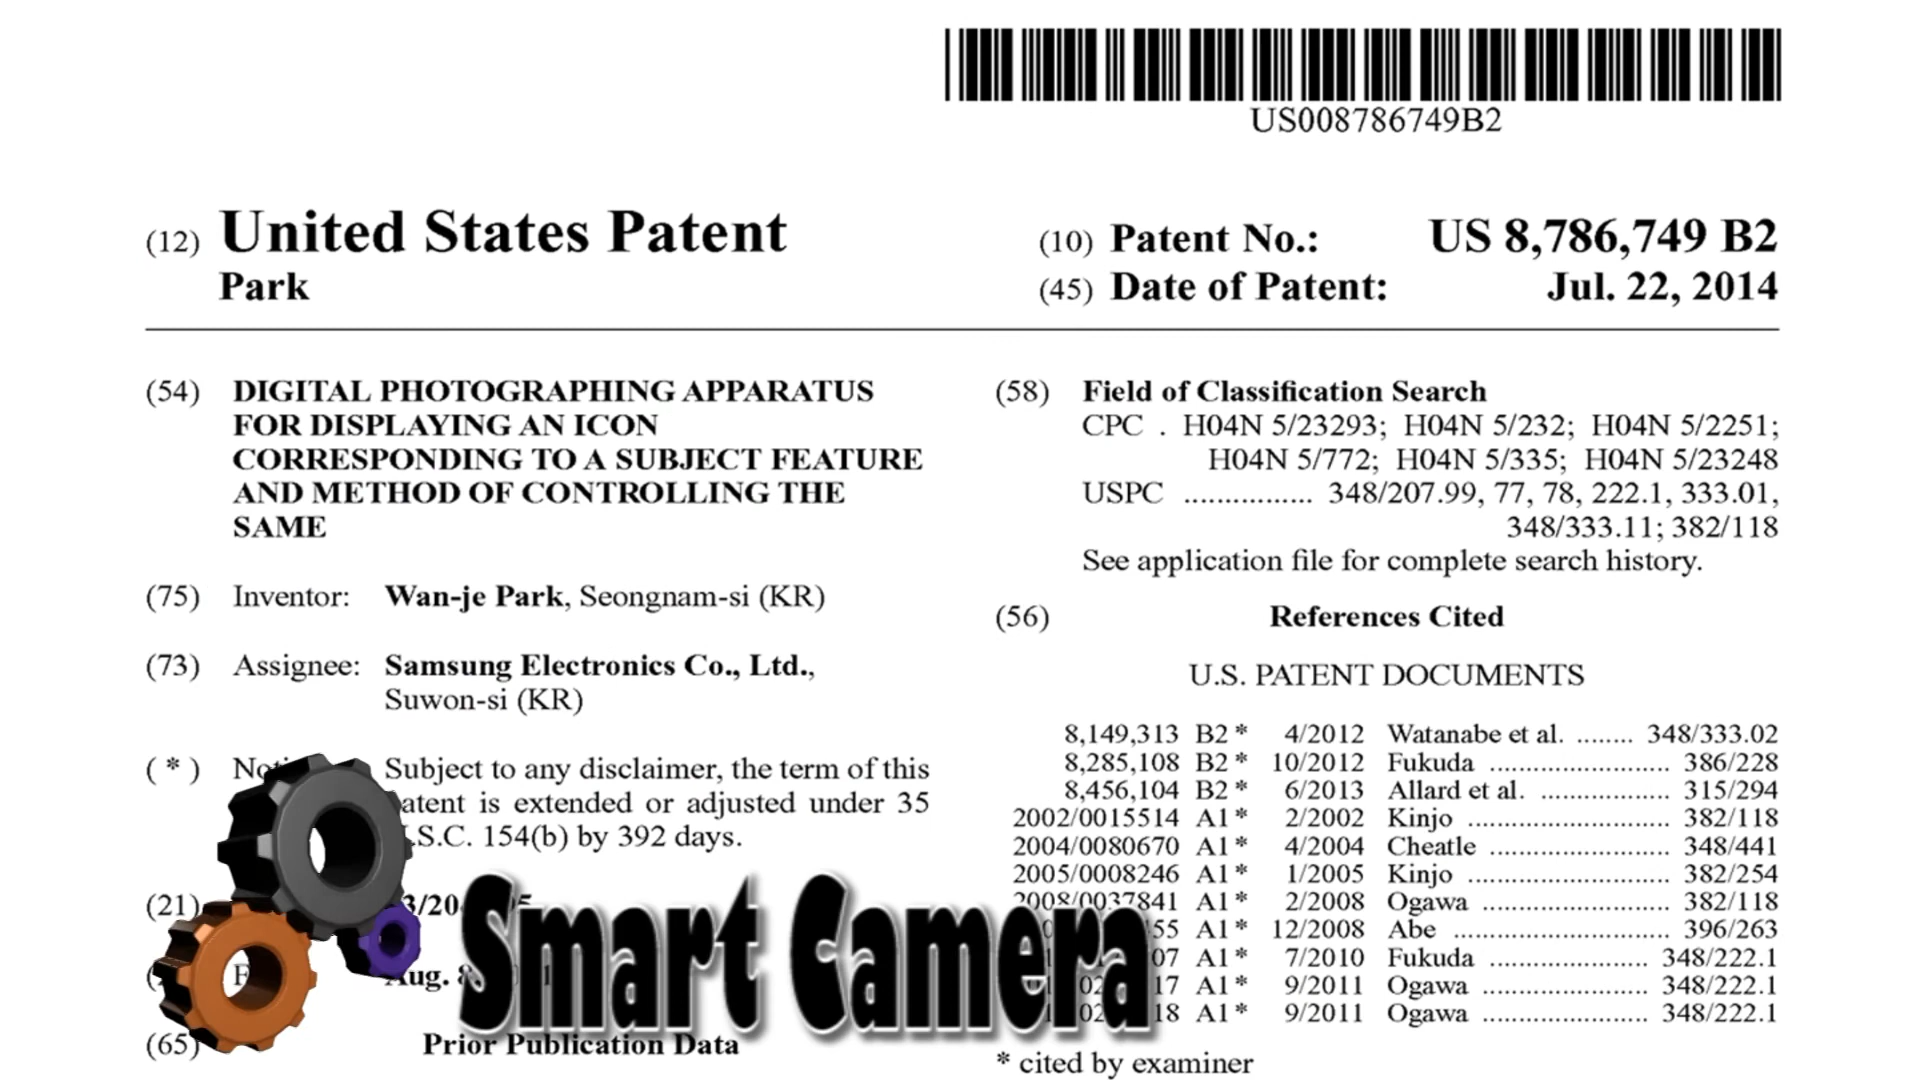 US008786749B2
(12) United States Patent
Park
(10) Patent No.: US 8,786,749 B2
(45) Date of Patent: Jul. 22, 2014
(54) DIGITAL PHOTOGRAPHING APPARATUS
FOR DISPLAYING AN ICON
CORRESPONDING TO A SUBJECT FEATURE
AND METHOD OF CONTROLLING THE
SAME
(75) Inventor: Wan-je Park, Seongnam-si (KR)
(73) Assignee: Samsung Electronics Co., Ltd.,
Suwon-si (KR)
( * ) Subject to any disclaimer, the term of this
atent is extended or adjusted under 35
.S.C. 154(b) by 392 days.
(21)
Aug.
(65) Prior Publication Data
(58) Field of Classification Search
CPC . H04N 5/23293; H04N 5/232; H04N 5/2251;
H04N 5/772; H04N 5/335; H04N 5/23248
USPC ............... 348/207.99, 77, 78, 222.1, 333.01,
348/333.11; 382/118
See application file for complete search history.
(56) References Cited
U.S. PATENT DOCUMENTS
8,149,313 B2 * 4/2012 Watanabe et al. ........ 348/333.02
8,285,108 B2 * 10/2012 Fukuda ......................... 386/228
8,456,104 B2 * 6/2013 Allard et al. .................. 315/294
2002/0015514 A1 * 2/2002 Kinjo ............................ 382/118
2004/0080670 A1 * 4/2004 Cheatle ......................... 348/441
2005/0008246 A1 * 1/2005 Kinjo ............................ 382/254
2008/0037841 A1 * 2/2008 Ogawa ......................... 382/118
55 A1 * 12/2008 Abe .............................. 396/263
07 A1 * 7/2010 Fukuda ...................... 348/222.1
17 A1 * 9/2011 Ogawa ....................... 348/222.1
18 A1 * 9/2011 Ogawa ....................... 348/222.1
* cited by examiner
Smart Camera